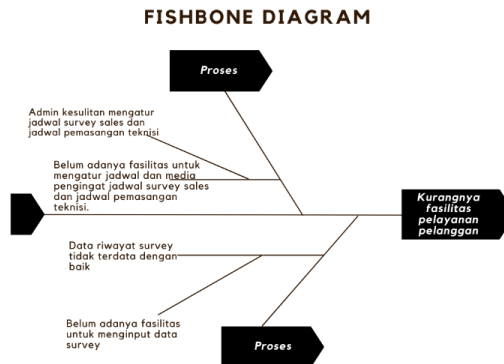 FISHBONE DIAGRAM
Proses
Admin kesulitan mengatur
jadwal survey sales dan
jadwal pemasangan teknisi
Belum adanya fasilitas untuk
mengatur jadwal dan media
pengingat jadwal survey sales
dan jadwal pemasangan
teknisi.
Kurangnya
fasilitas
pelayanan
pelanggan
Data riwayat survey
tidak terdata dengan
baik
Belum adanya fasilitas
untuk menginput data
survey
Proses